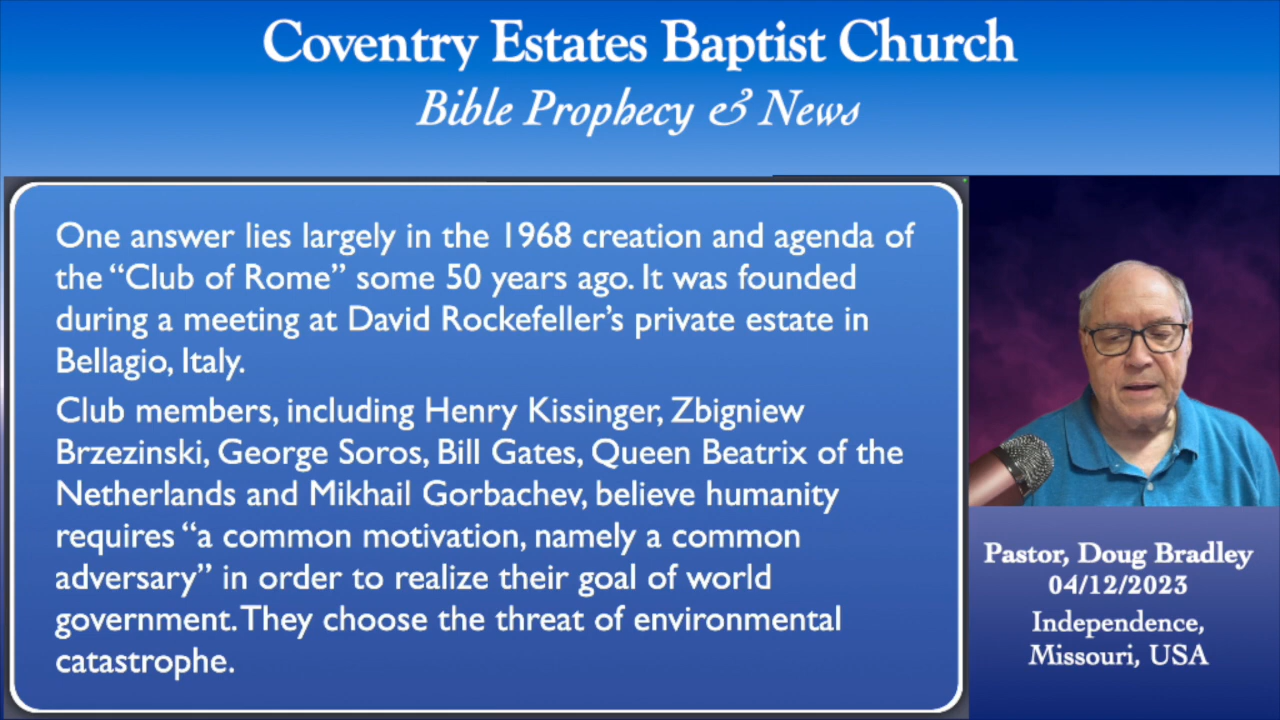 Coventry Estates Baptist Church
Bible Prophecy & News
One answer lies largely in the 1968 creation and agenda of
the “Club of Rome” some 50 years ago. It was founded
during a meeting at David Rockefeller’s private estate in
Bellagio, Italy.
Club members, including Henry Kissinger, Zbigniew
Brzezinski, George Soros, Bill Gates, Queen Beatrix of the
Netherlands and Mikhail Gorbachev, believe humanity
requires “a common motivation, namely a common
adversary” in order to realize their goal of world
government. They choose the threat of environmental
catastrophe.
Pastor, Doug Bradley
04/12/2023
Independence,
Missouri, USA